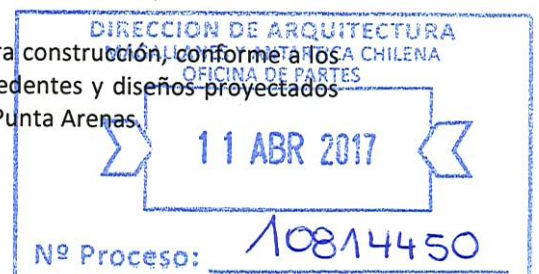 DIRECCION DE ARQUITECTURA
MAGALLANES Y ANTARTICA CHILENA
OFICINA DE PARTES
ra construcción, conforme a los
edentes y diseños proyectados
Punta Arenas.
11 ABR 2017
Nº Proceso: 10814450